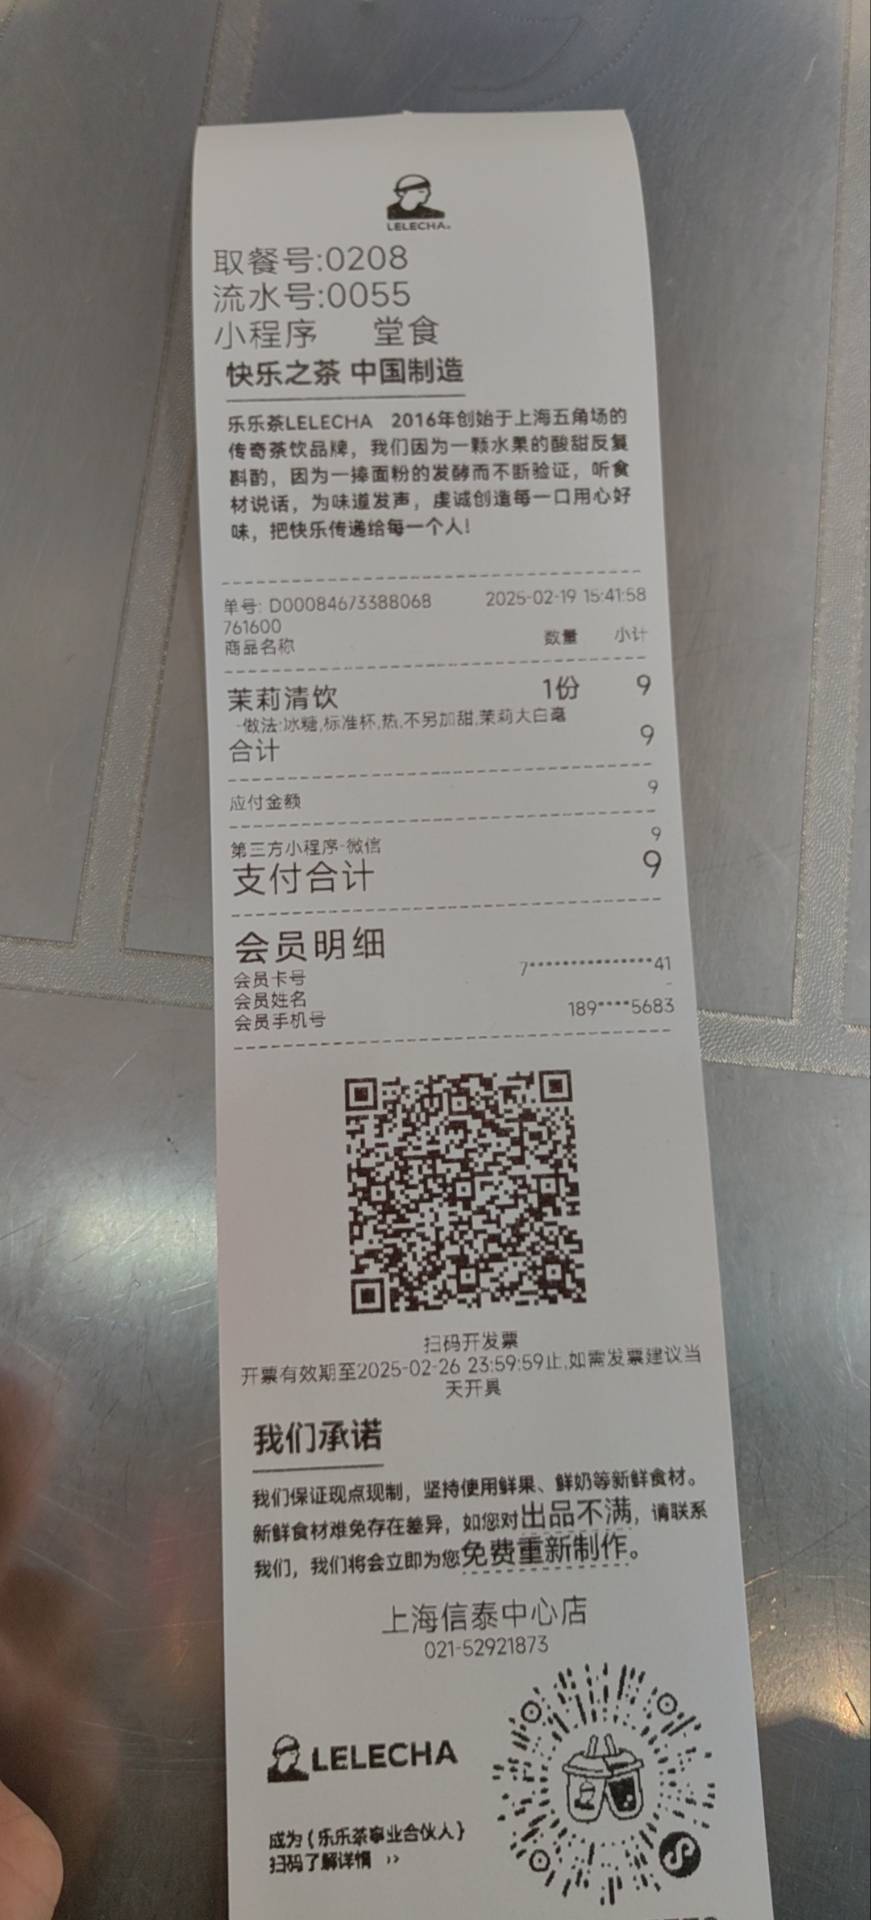 LELECHA
取餐号:0208
流水号:0055
小程序 堂食
快乐之茶 中国制造
乐乐茶LELECHA 2016年创始于上海五角场的
传奇茶饮品牌，我们因为一颗水果的酸甜反复
斟酌，因为一捧面粉的发酵而不断验证，听食
材说话，为味道发声，虔诚创造每一口用心好
味，把快乐传递给每一个人!
单号: D00084673388068 2025-02-19 15:41:58
761600
商品名称 数量 小计
茉莉清饮 1份 9
-做法:冰糖,标准杯,热,不另加甜,茉莉大白毫
合计 9
应付金额 9
第三方小程序-微信 9
支付合计 9
会员明细
会员卡号 7***************41
会员姓名 -
会员手机号 189****5683
扫码开发票
开票有效期至2025-02-26 23:59:59止,如需发票建议当
天开具
我们承诺
我们保证现点现制，坚持使用鲜果、鲜奶等新鲜食材。
新鲜食材难免存在差异，如您对出品不满，请联系
我们，我们将会立即为您免费重新制作。
上海信泰中心店
021-52921873
LELECHA
成为{乐乐茶事业合伙人}
扫码了解详情 >>